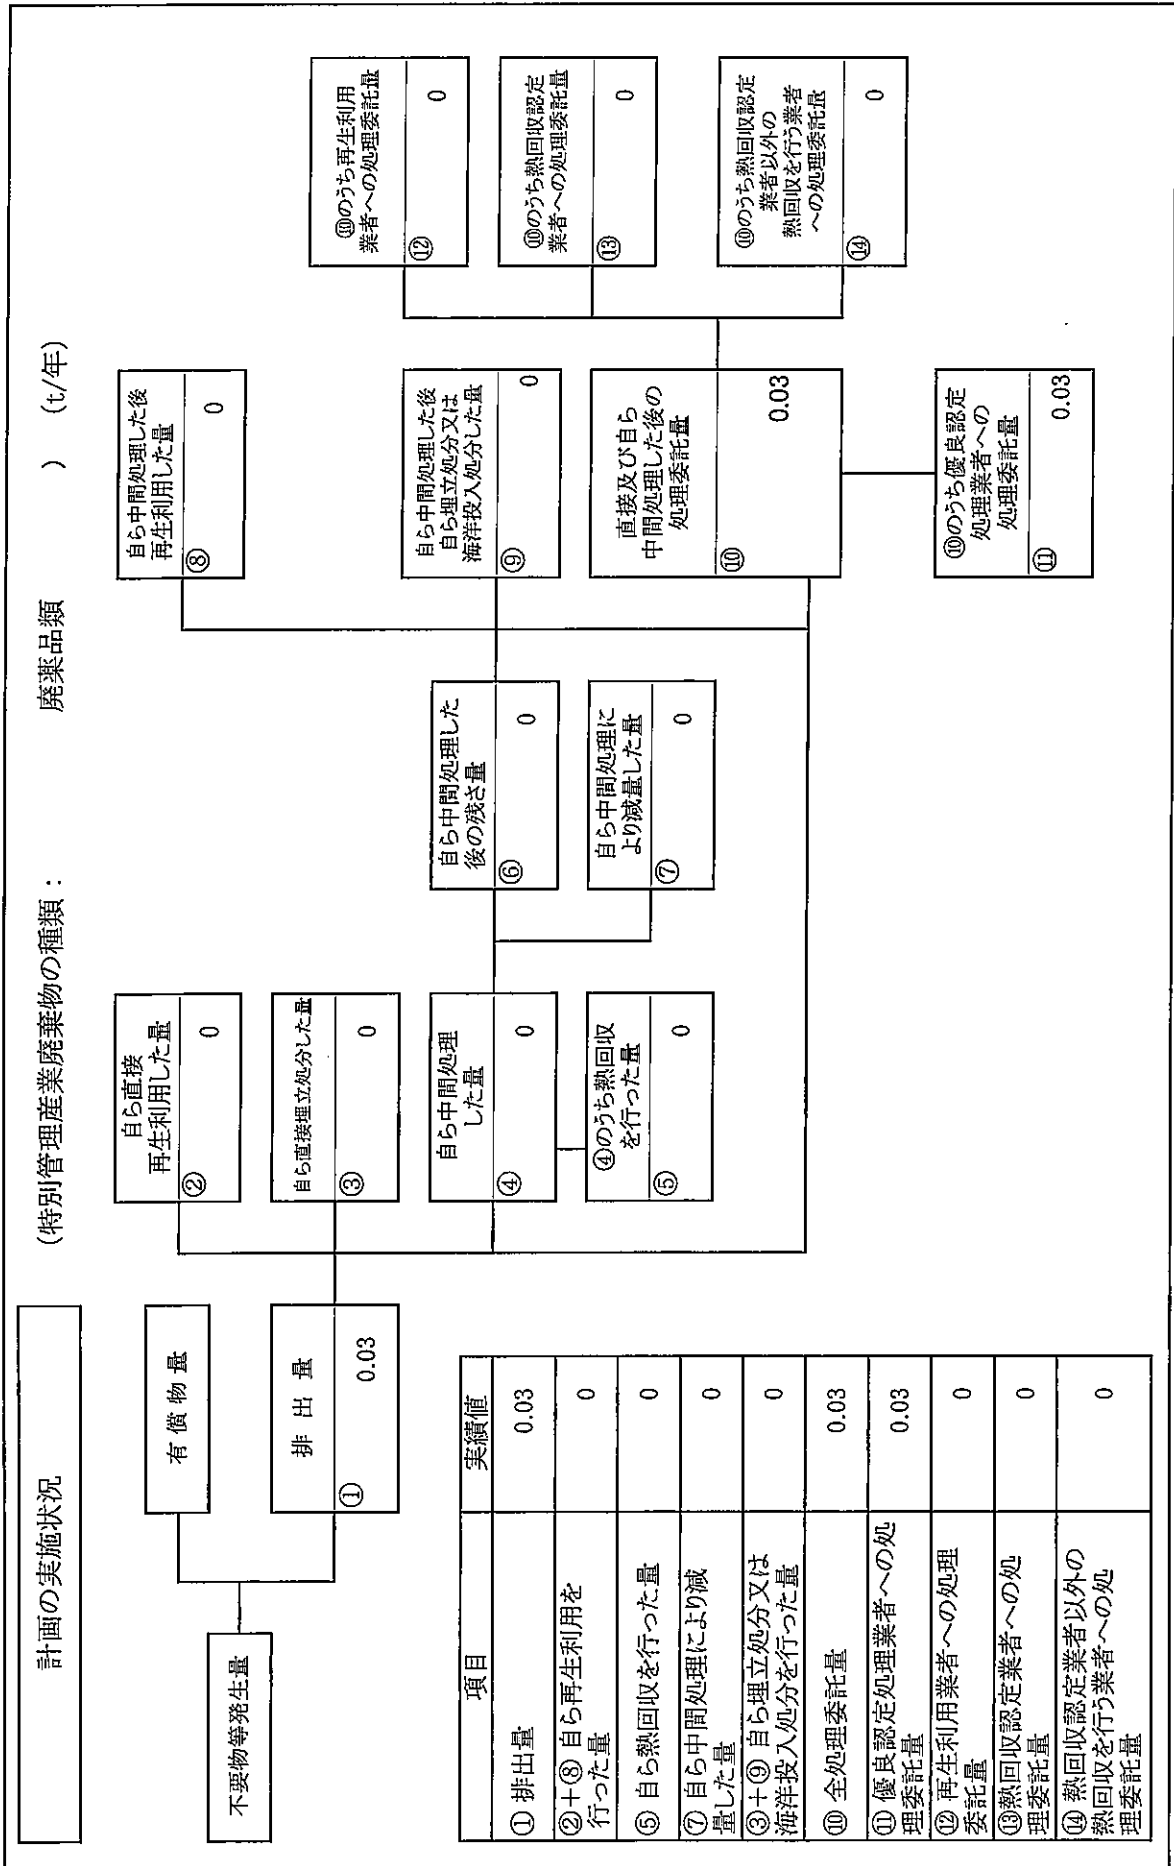 計画の実施状況
(特別管理産業廃棄物の種類： 廃薬品類 ) (t/年)
不要物等発生量
有償物量
排出量
① 0.03
自ら直接
再生利用した量
② 0
自ら直接埋立処分した量
③ 0
自ら中間処理
した量
④ 0
④のうち熱回収
を行った量
⑤ 0
自ら中間処理した
後の残さ量
⑥ 0
自ら中間処理に
より減量した量
⑦ 0
自ら中間処理した後
再生利用した量
⑧ 0
自ら中間処理した後
自ら埋立処分又は
海洋投入処分した量
⑨ 0
直接及び自ら
中間処理した後の
処理委託量
⑩ 0.03
⑩のうち優良認定
処理業者への
処理委託量
⑪ 0.03
⑩のうち再生利用
業者への処理委託量
⑫ 0
⑩のうち熱回収認定
業者への処理委託量
⑬ 0
⑩のうち熱回収認定
業者以外の
熱回収を行う業者
への処理委託量
⑭ 0
項目 実績値
① 排出量 0.03
②＋⑧ 自ら再生利用を
行った量 0
⑤ 自ら熱回収を行った量 0
⑦ 自ら中間処理により減
量した量 0
③＋⑨ 自ら埋立処分又は
海洋投入処分を行った量 0
⑩ 全処理委託量 0.03
⑪ 優良認定処理業者への処
理委託量 0.03
⑫ 再生利用業者への処理
委託量 0
⑬熱回収認定業者への処
理委託量 0
⑭ 熱回収認定業者以外の
熱回収を行う業者への処
理委託量 0